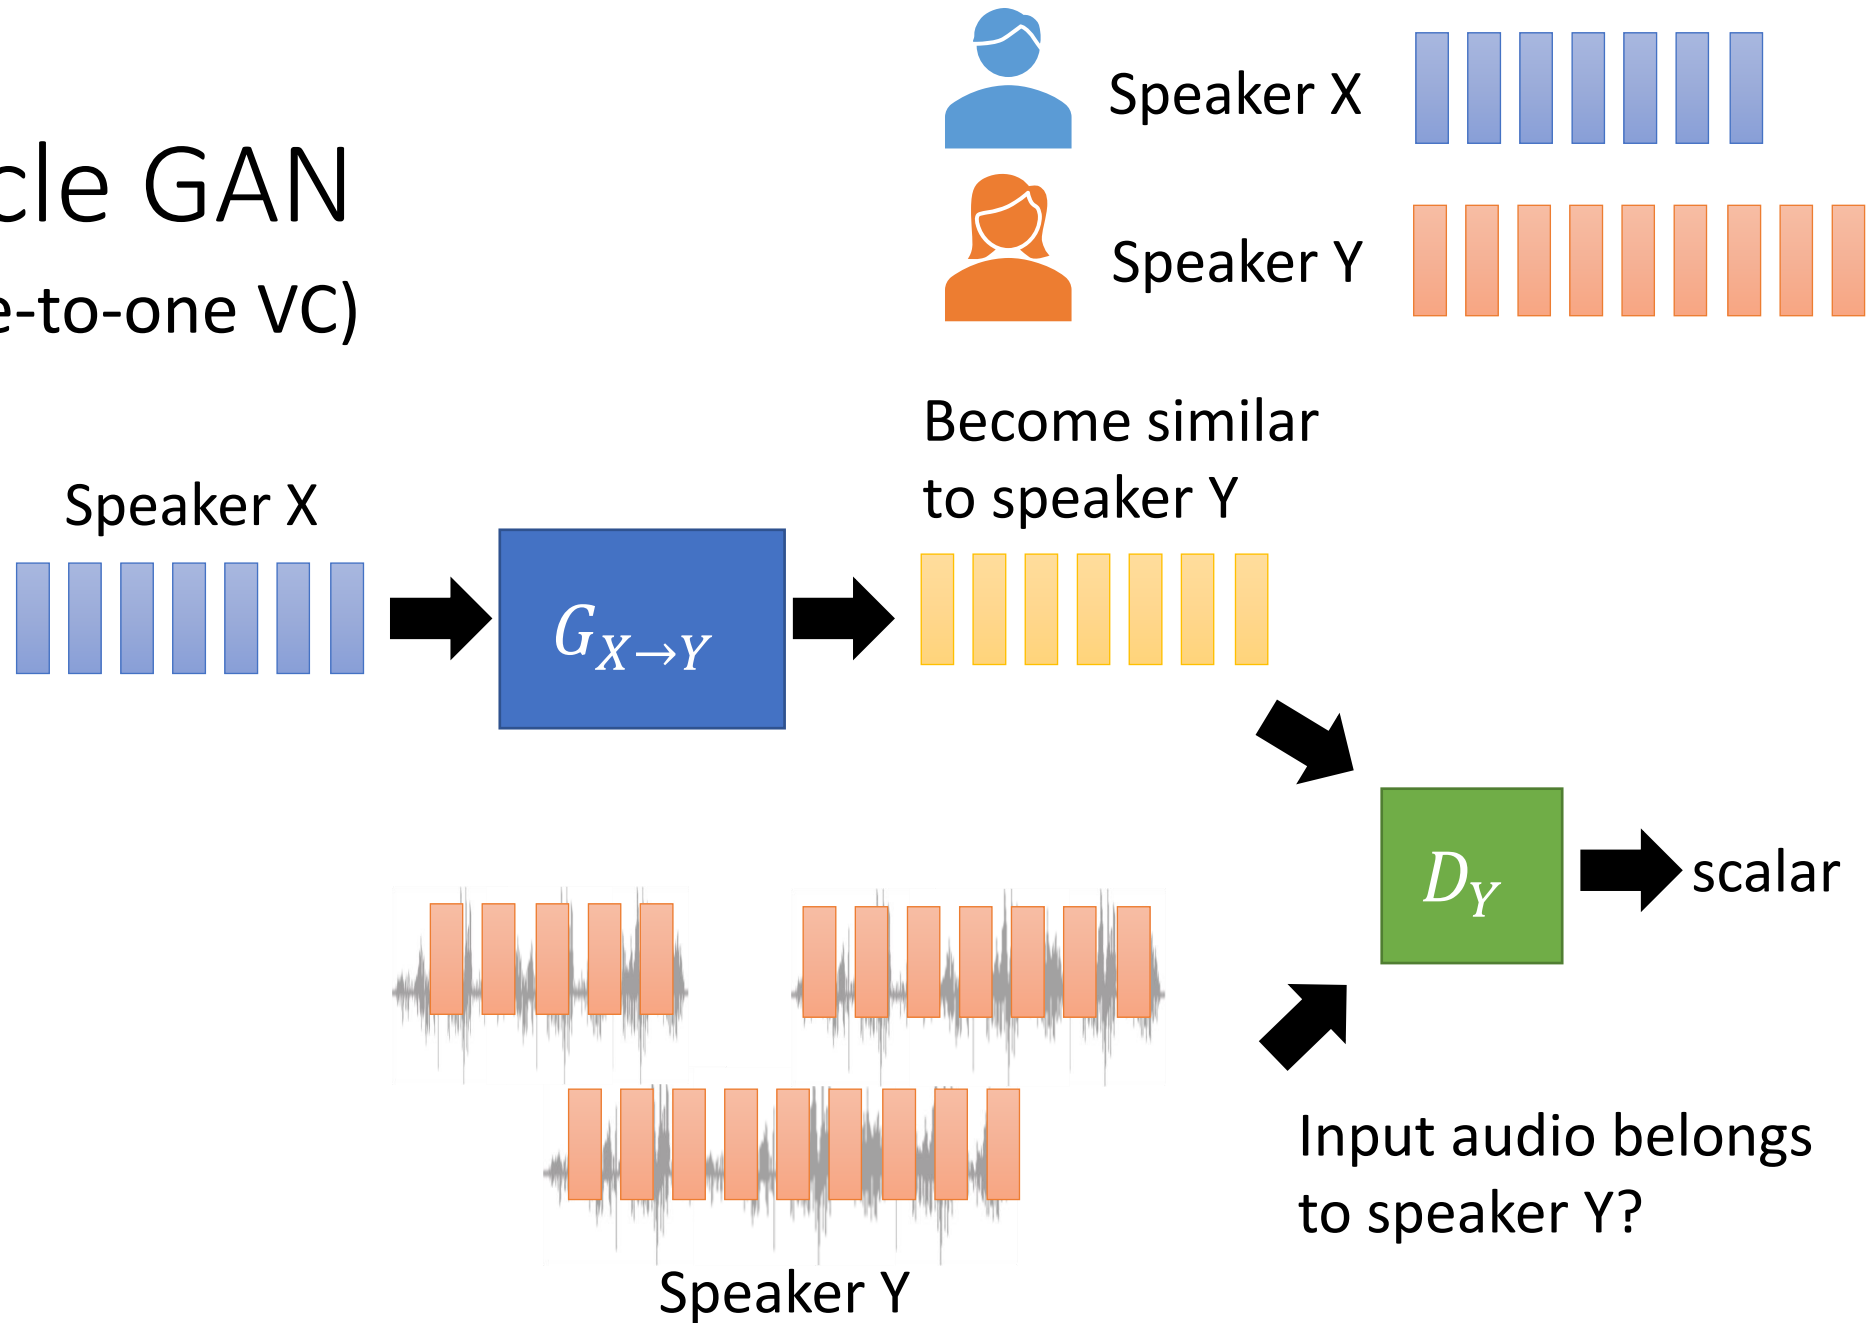 cle GAN
e-to-one VC)
Speaker X
Speaker Y
Become similar
to speaker Y
Speaker X
G_{X→Y}
D_Y
scalar
Input audio belongs
to speaker Y?
Speaker Y